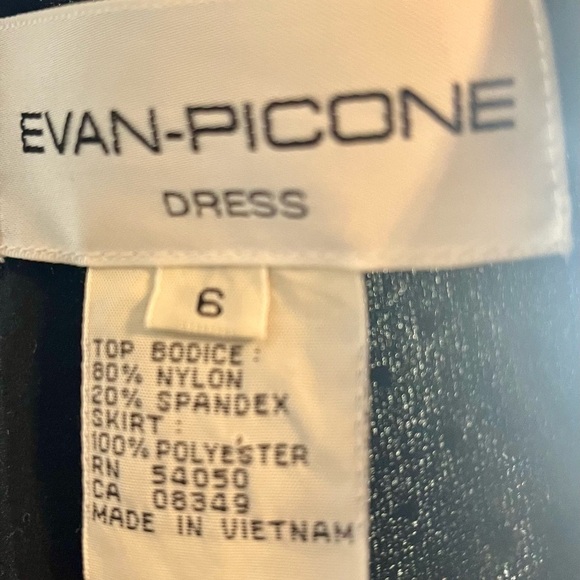 EVAN-PICONE
DRESS
6
TOP BODICE:
80% NYLON
20% SPANDEX
SKIRT:
100% POLYESTER
RN 54050
CA 08349
MADE IN VIETNAM